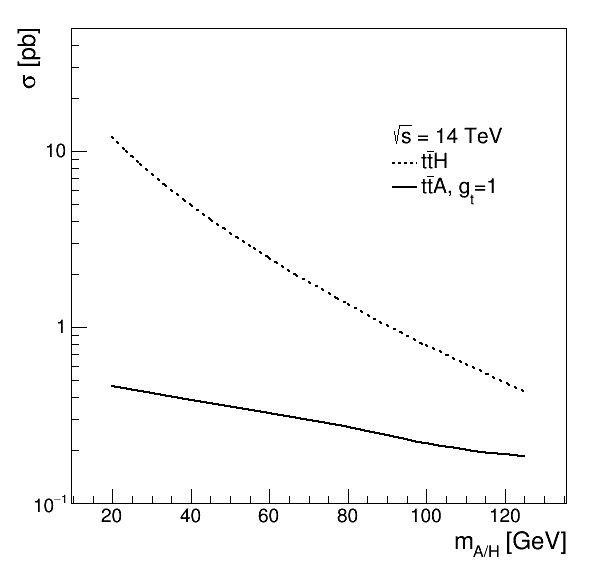 σ [pb]
√s = 14 TeV
tt̄H
tt̄A, g_t=1
10
1
10⁻¹
20 40 60 80 100 120
m_A/H [GeV]